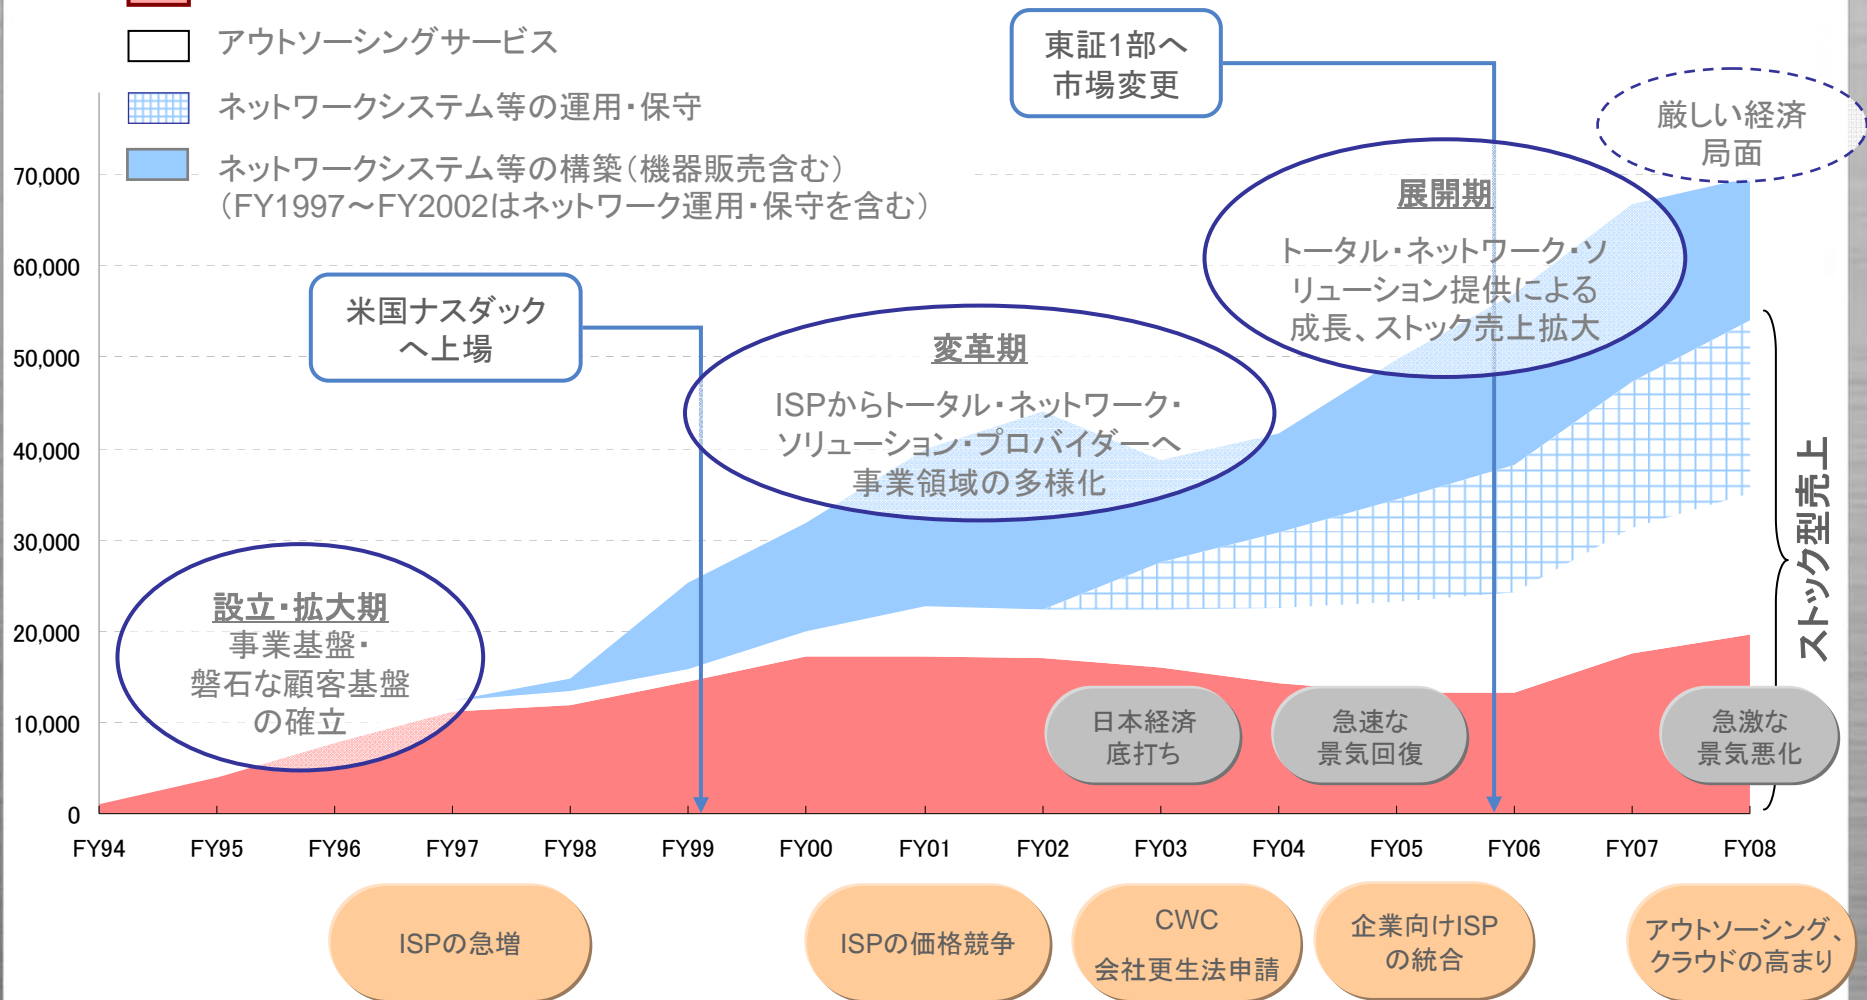 アウトソーシングサービス
ネットワークシステム等の運用・保守
ネットワークシステム等の構築（機器販売含む）
（FY1997～FY2002はネットワーク運用・保守を含む）
東証1部へ
市場変更
厳しい経済
局面
展開期
トータル・ネットワーク・ソ
リューション提供による
成長、ストック売上拡大
米国ナスダック
へ上場
変革期
ISPからトータル・ネットワーク・
ソリューション・プロバイダーへ
事業領域の多様化
設立・拡大期
事業基盤・
磐石な顧客基盤
の確立
70,000
60,000
50,000
40,000
30,000
20,000
10,000
0
ストック型売上
日本経済
底打ち
急速な
景気回復
急激な
景気悪化
FY94 FY95 FY96 FY97 FY98 FY99 FY00 FY01 FY02 FY03 FY04 FY05 FY06 FY07 FY08
ISPの急増
ISPの価格競争
CWC
会社更生法申請
企業向けISP
の統合
アウトソーシング、
クラウドの高まり